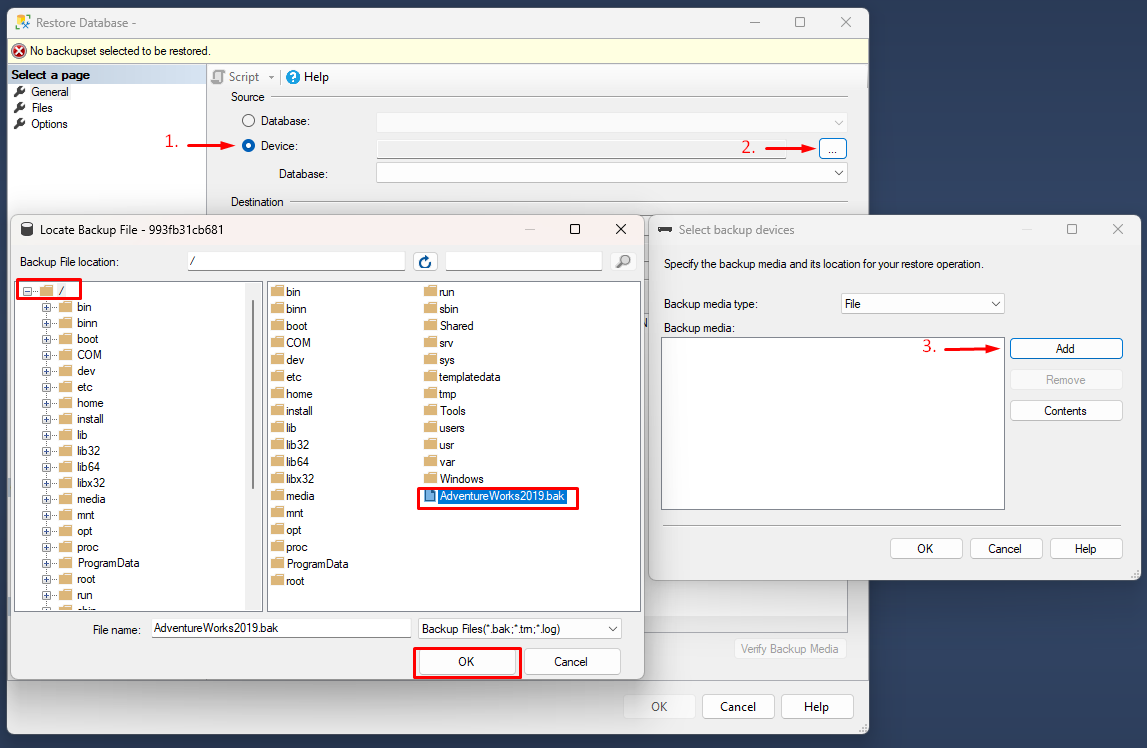 Restore Database -
No backupset selected to be restored.
Select a page
General
Files
Options
Script
Help
Source
Database:
1.
Device:
2.
...
Database:
Destination
Locate Backup File - 993fb31cb681
Backup File location:
/
/
bin
binn
boot
COM
dev
etc
home
install
lib
lib32
lib64
libx32
media
mnt
opt
proc
ProgramData
root
run
bin
binn
boot
COM
dev
etc
home
install
lib
lib32
lib64
libx32
media
mnt
opt
proc
ProgramData
root
run
sbin
Shared
srv
sys
templatedata
tmp
Tools
users
usr
var
Windows
AdventureWorks2019.bak
File name:
AdventureWorks2019.bak
Backup Files(*.bak;*.trn;*.log)
OK
Cancel
Select backup devices
Specify the backup media and its location for your restore operation.
Backup media type:
File
Backup media:
3.
Add
Remove
Contents
OK
Cancel
Help
Verify Backup Media
OK
Cancel
Help